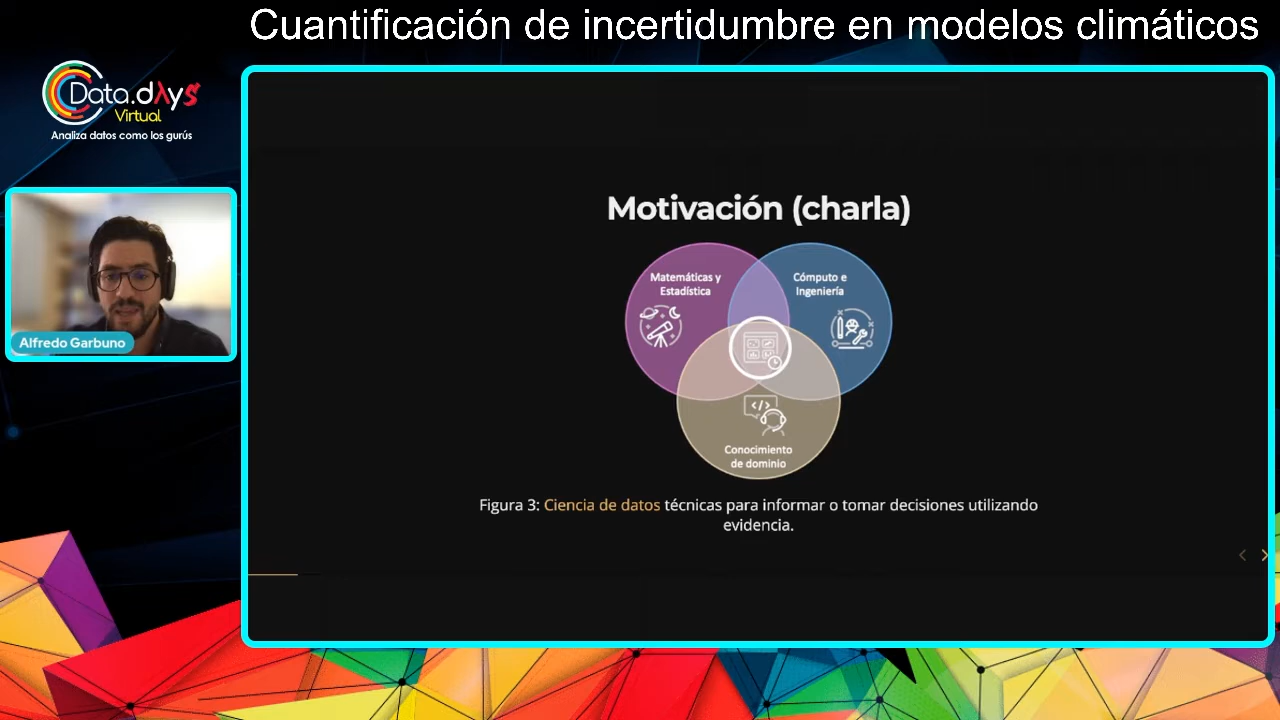 Cuantificación de incertidumbre en modelos climáticos
Data.dAys
Virtual
Analiza datos como los gurús
Alfredo Garbuno
Motivación (charla)
Matemáticas y
Estadística
Cómputo e
Ingeniería
</>
Conocimiento
de dominio
Figura 3: Ciencia de datos técnicas para informar o tomar decisiones utilizando
evidencia.